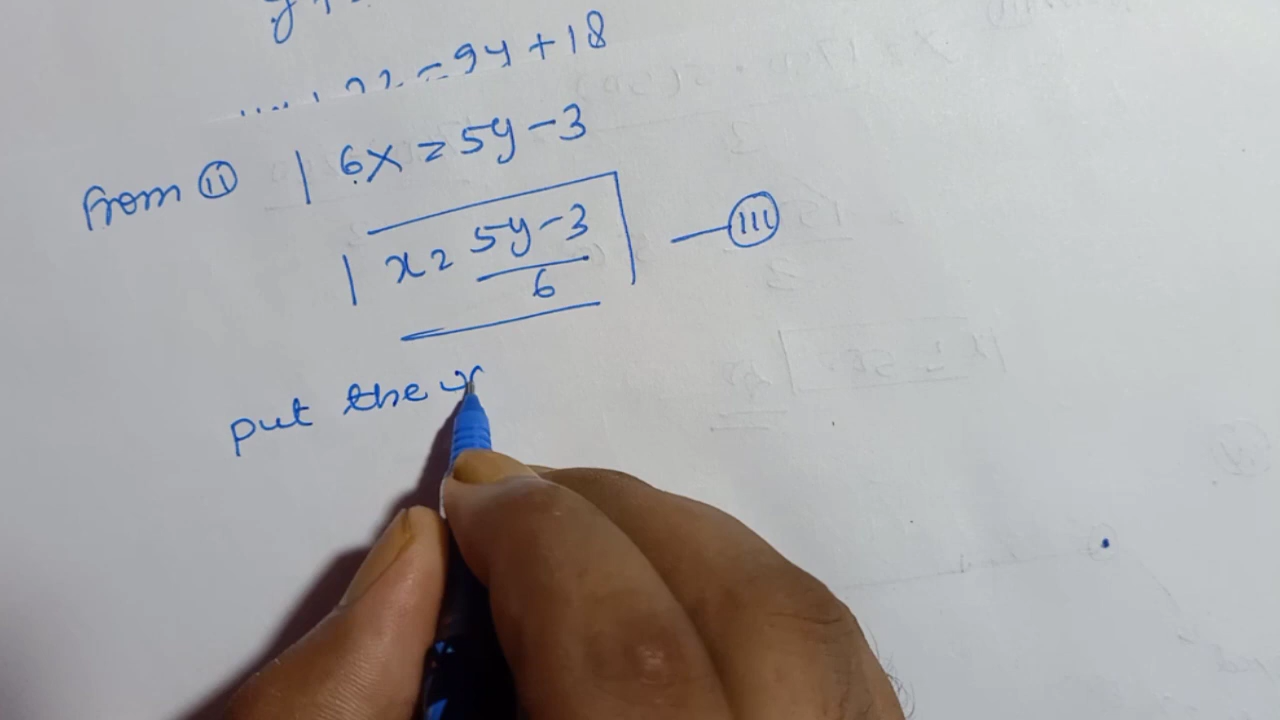 = 9y + 18
From (ii) | 6x = 5y - 3
| x = 5y - 3 / 6 — (iii)
put the x